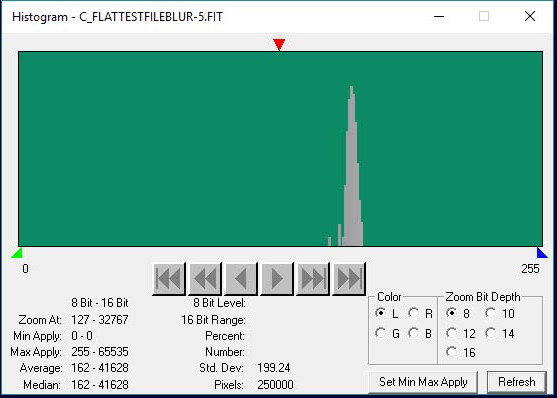 Histogram - C_FLATTESTFILEBLUR-5.FIT
0 255
8 Bit - 16 Bit 8 Bit Level:
Zoom At: 127 - 32767 16 Bit Range:
Min Apply: 0 - 0 Percent:
Max Apply: 255 - 65535 Number:
Average: 162 - 41628 Std. Dev: 199.24
Median: 162 - 41628 Pixels: 250000
Color
L R
G B
Zoom Bit Depth
8 10
12 14
16
Set Min Max Apply Refresh